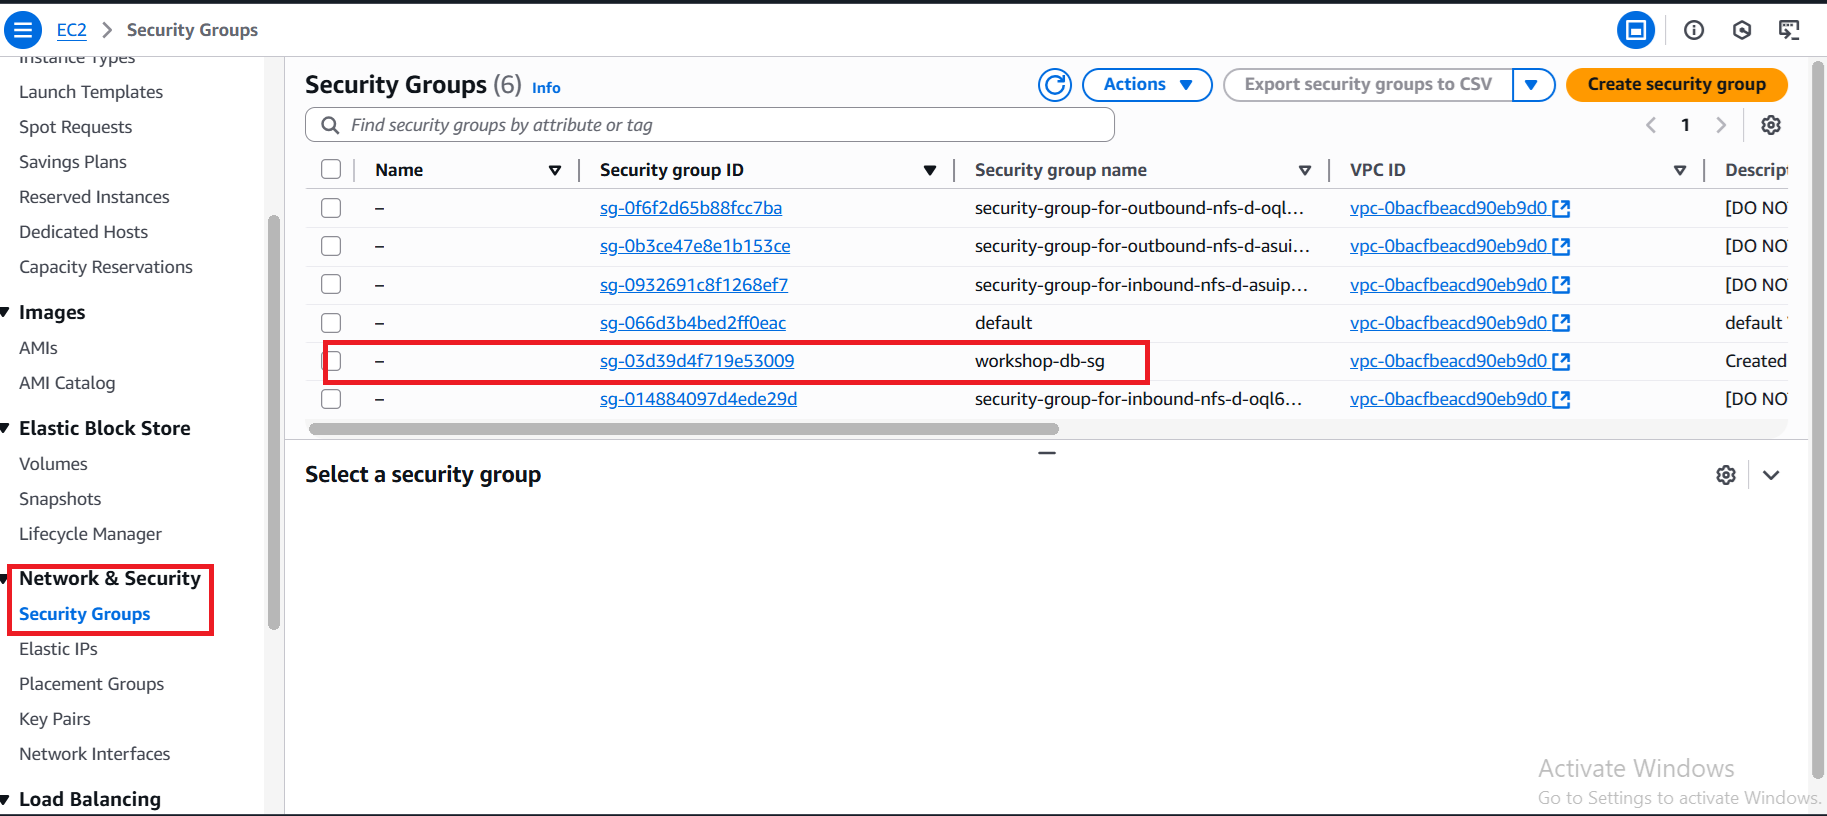 EC2 > Security Groups
Instance Types
Launch Templates
Spot Requests
Savings Plans
Reserved Instances
Dedicated Hosts
Capacity Reservations
Images
AMIs
AMI Catalog
Elastic Block Store
Volumes
Snapshots
Lifecycle Manager
Network & Security
Security Groups
Elastic IPs
Placement Groups
Key Pairs
Network Interfaces
Load Balancing
Security Groups (6) Info
Actions
Export security groups to CSV
Create security group
Find security groups by attribute or tag
1
Name Security group ID Security group name VPC ID Descript
– sg-0f6f2d65b88fcc7ba security-group-for-outbound-nfs-d-oql... vpc-0bacfbeacd90eb9d0 [DO NO
– sg-0b3ce47e8e1b153ce security-group-for-outbound-nfs-d-asui... vpc-0bacfbeacd90eb9d0 [DO NO
– sg-0932691c8f1268ef7 security-group-for-inbound-nfs-d-asuip... vpc-0bacfbeacd90eb9d0 [DO NO
– sg-066d3b4bed2ff0eac default vpc-0bacfbeacd90eb9d0 default
– sg-03d39d4f719e53009 workshop-db-sg vpc-0bacfbeacd90eb9d0 Created
– sg-014884097d4ede29d security-group-for-inbound-nfs-d-oql6... vpc-0bacfbeacd90eb9d0 [DO NO
Select a security group
Activate Windows
Go to Settings to activate Windows.